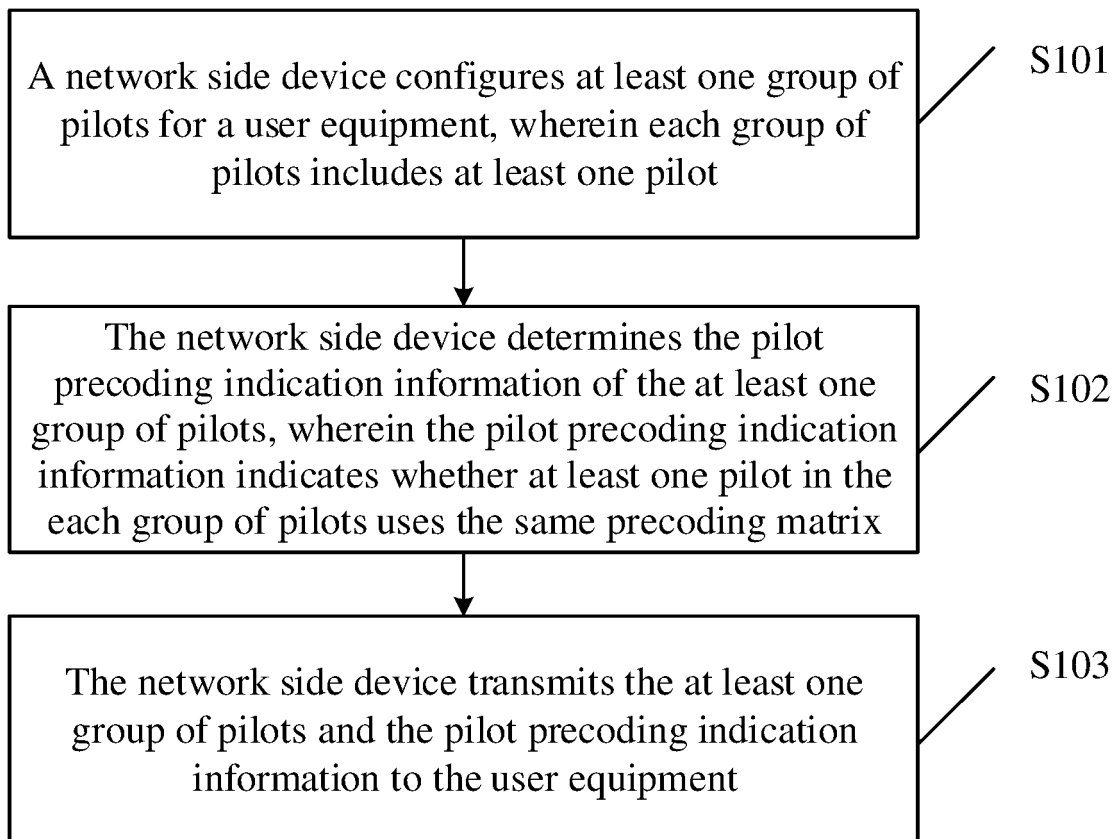 A network side device configures at least one group of
pilots for a user equipment, wherein each group of
pilots includes at least one pilot
S101
The network side device determines the pilot
precoding indication information of the at least one
group of pilots, wherein the pilot precoding indication
information indicates whether at least one pilot in the
each group of pilots uses the same precoding matrix
S102
The network side device transmits the at least one
group of pilots and the pilot precoding indication
information to the user equipment
S103